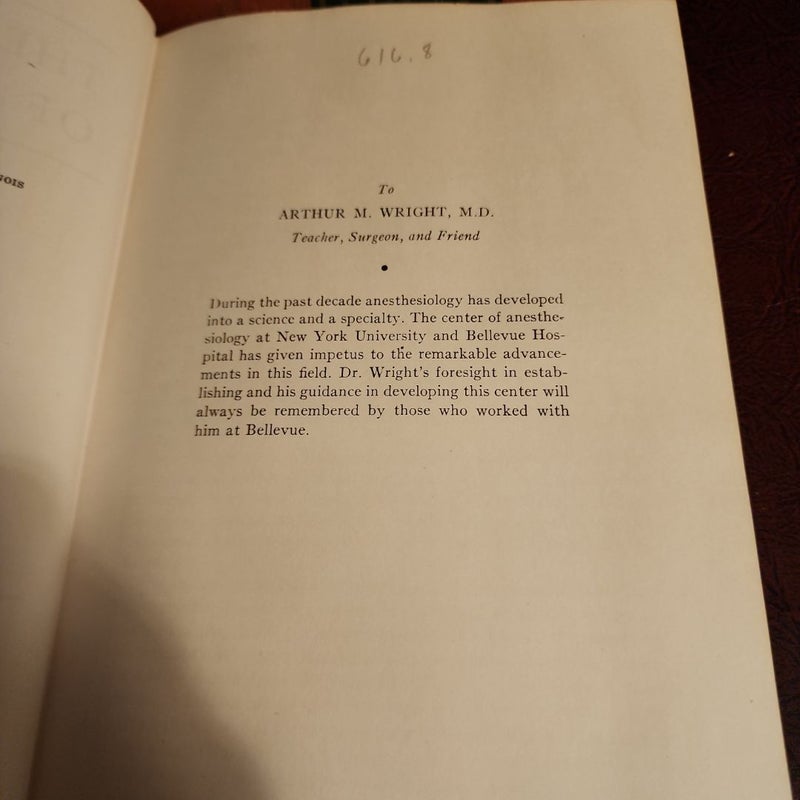 616.8
NOIS
To
ARTHUR M. WRIGHT, M.D.
Teacher, Surgeon, and Friend
During the past decade anesthesiology has developed
into a science and a specialty. The center of anesthe-
siology at New York University and Bellevue Hos-
pital has given impetus to the remarkable advance-
ments in this field. Dr. Wright's foresight in estab-
lishing and his guidance in developing this center will
always be remembered by those who worked with
him at Bellevue.